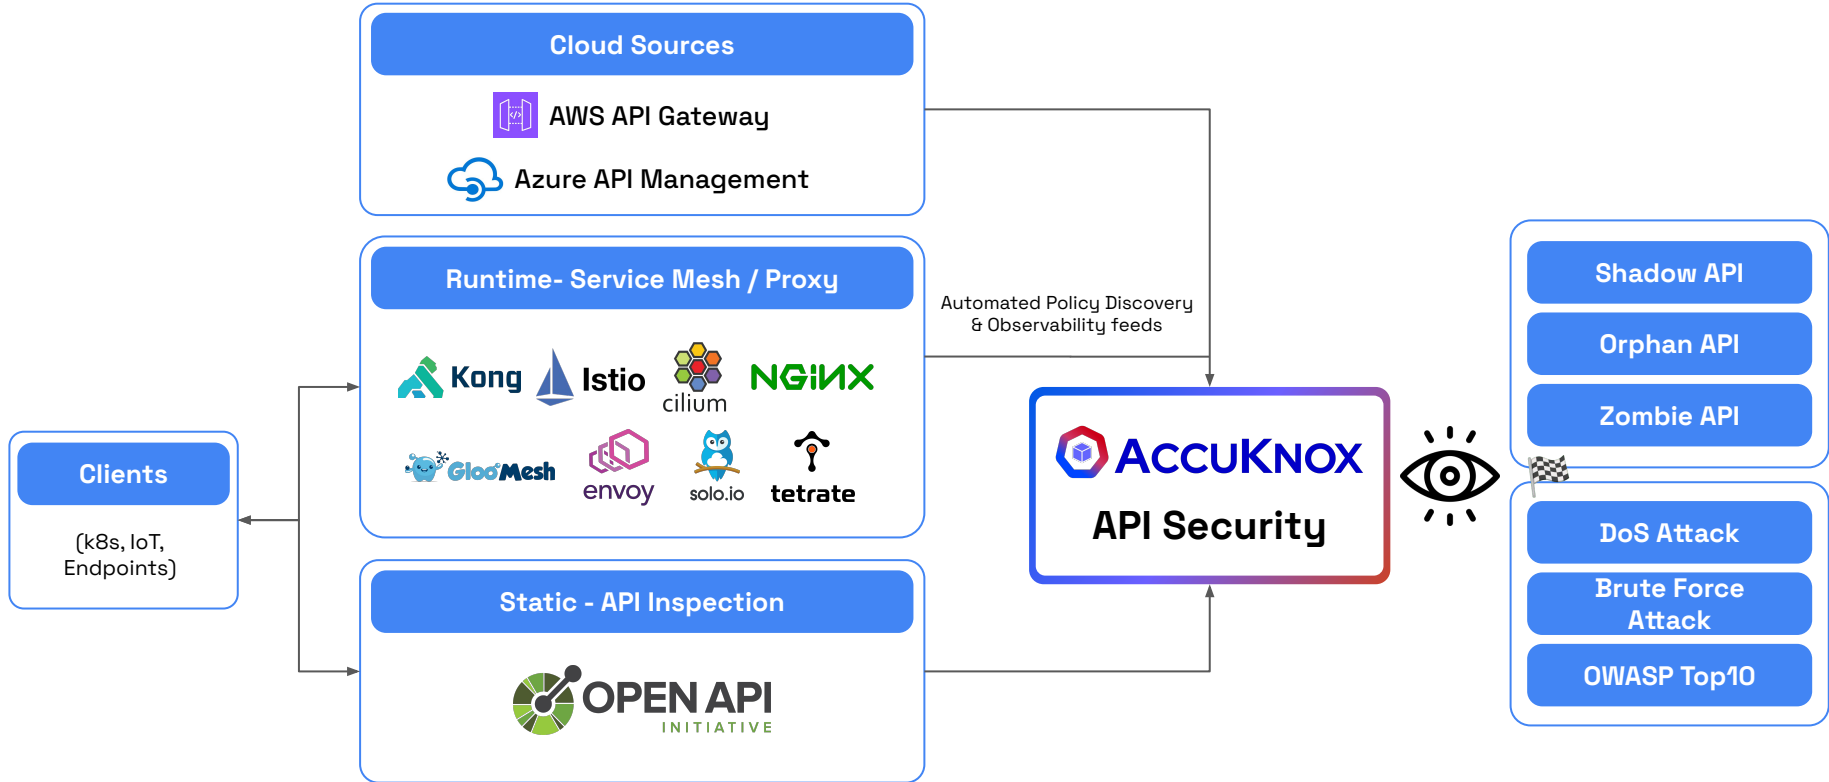 Cloud Sources
AWS API Gateway
Azure API Management
Runtime- Service Mesh / Proxy
Kong
Istio
cilium
NGINX
Gloo Mesh
envoy
solo.io
tetrate
Automated Policy Discovery
& Observability feeds
Clients
(k8s, IoT,
Endpoints)
Static - API Inspection
OPEN API
INITIATIVE
ACCUKNOX
API Security
Shadow API
Orphan API
Zombie API
DoS Attack
Brute Force
Attack
OWASP Top10